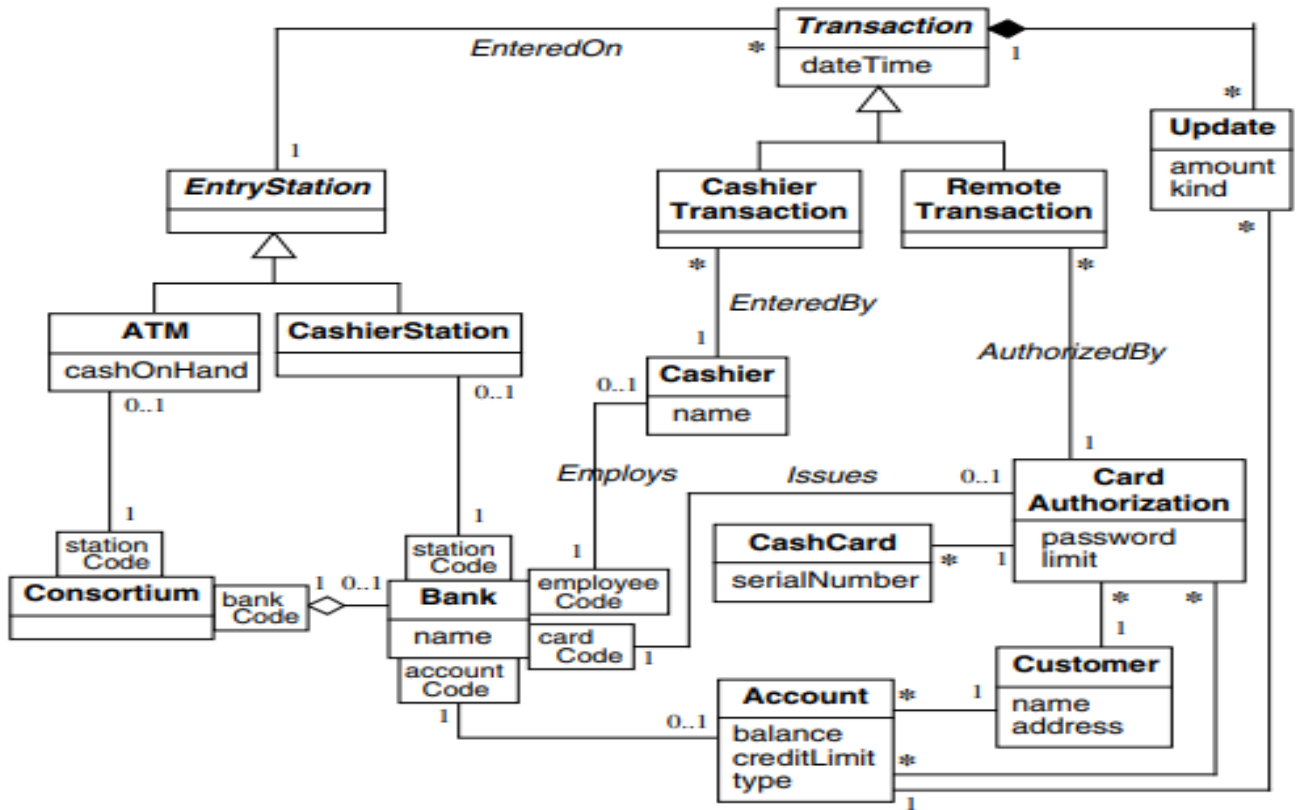 Transaction
dateTime
EnteredOn
*
1
*
Update
amount
kind
*
1
EntryStation
Cashier
Transaction
*
Remote
Transaction
*
EnteredBy
1
AuthorizedBy
1
ATM
cashOnHand
0..1
CashierStation
0..1
Cashier
name
0..1
Employs
Issues
0..1
Card
Authorization
password
limit
1
station
Code
1
station
Code
1
employee
Code
CashCard
serialNumber
*
1
*
*
Consortium
bank
Code
1
0..1
Bank
name
card
Code
1
account
Code
1
1
Customer
name
address
Account
balance
creditLimit
type
*
1
0..1
*
1